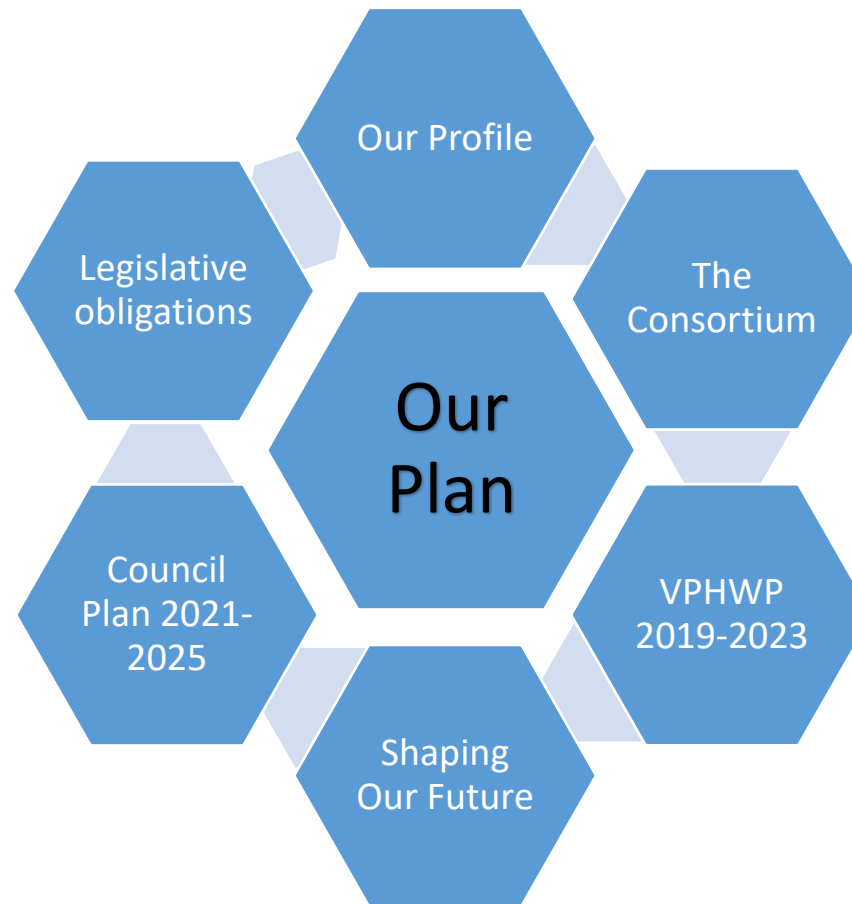 Our Profile
Legislative
obligations
The
Consortium
Our
Plan
Council
Plan 2021-
2025
VPHWP
2019-2023
Shaping
Our Future